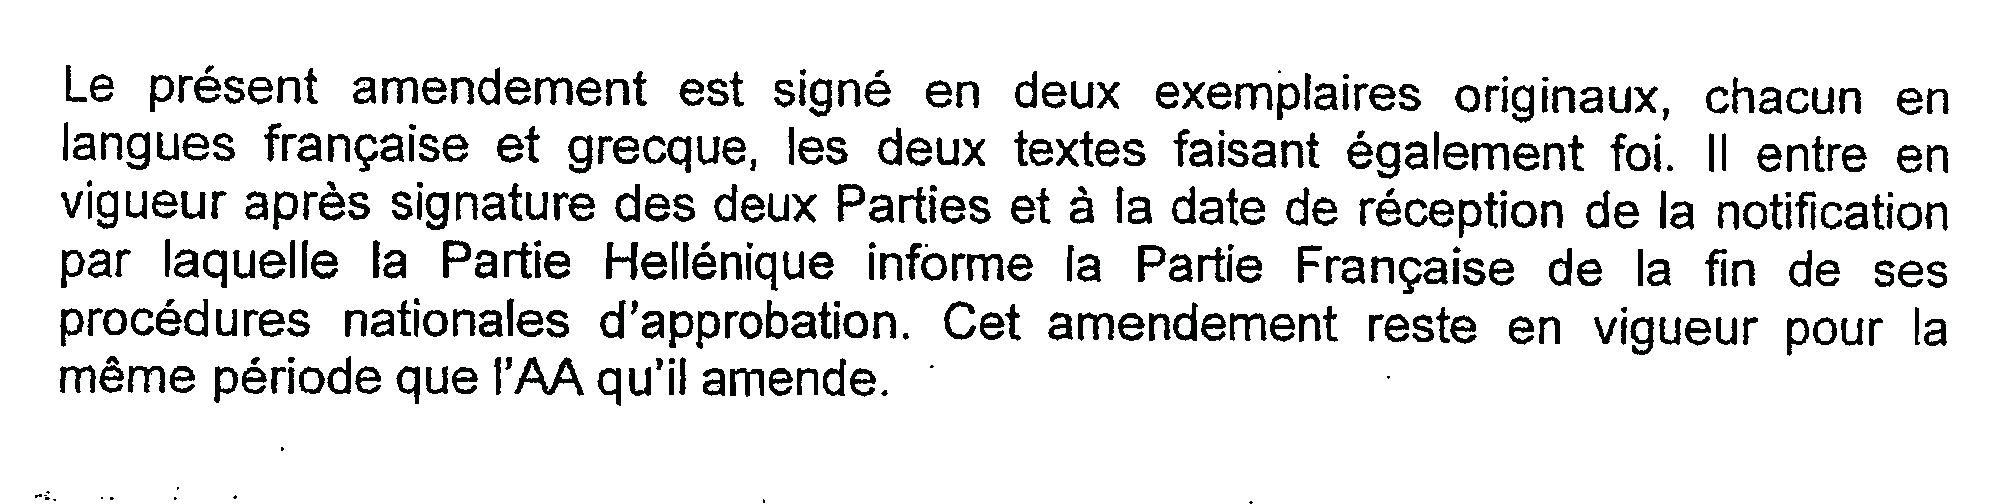 Le présent amendement est signé en deux exemplaires originaux, chacun en
langues française et grecque, les deux textes faisant également foi. Il entre en
vigueur après signature des deux Parties et à la date de réception de la notification
par laquelle la Partie Hellénique informe la Partie Française de la fin de ses
procédures nationales d'approbation. Cet amendement reste en vigueur pour la
même période que l'AA qu'il amende.